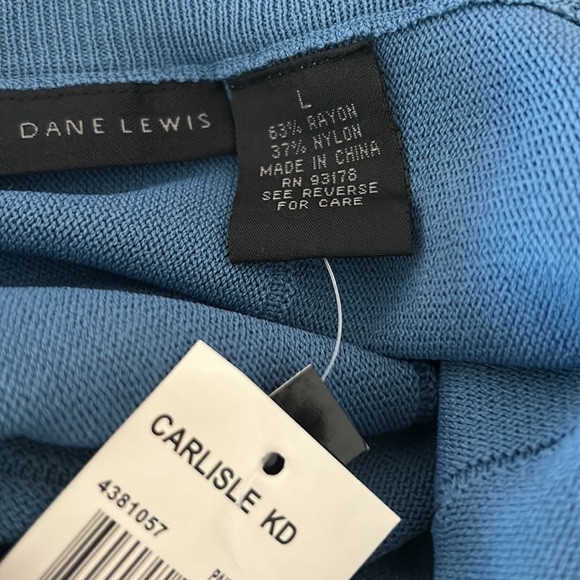 DANE LEWIS
L
63% RAYON
37% NYLON
MADE IN CHINA
RN 93178
SEE REVERSE
FOR CARE
CARLISLE KD
4381057